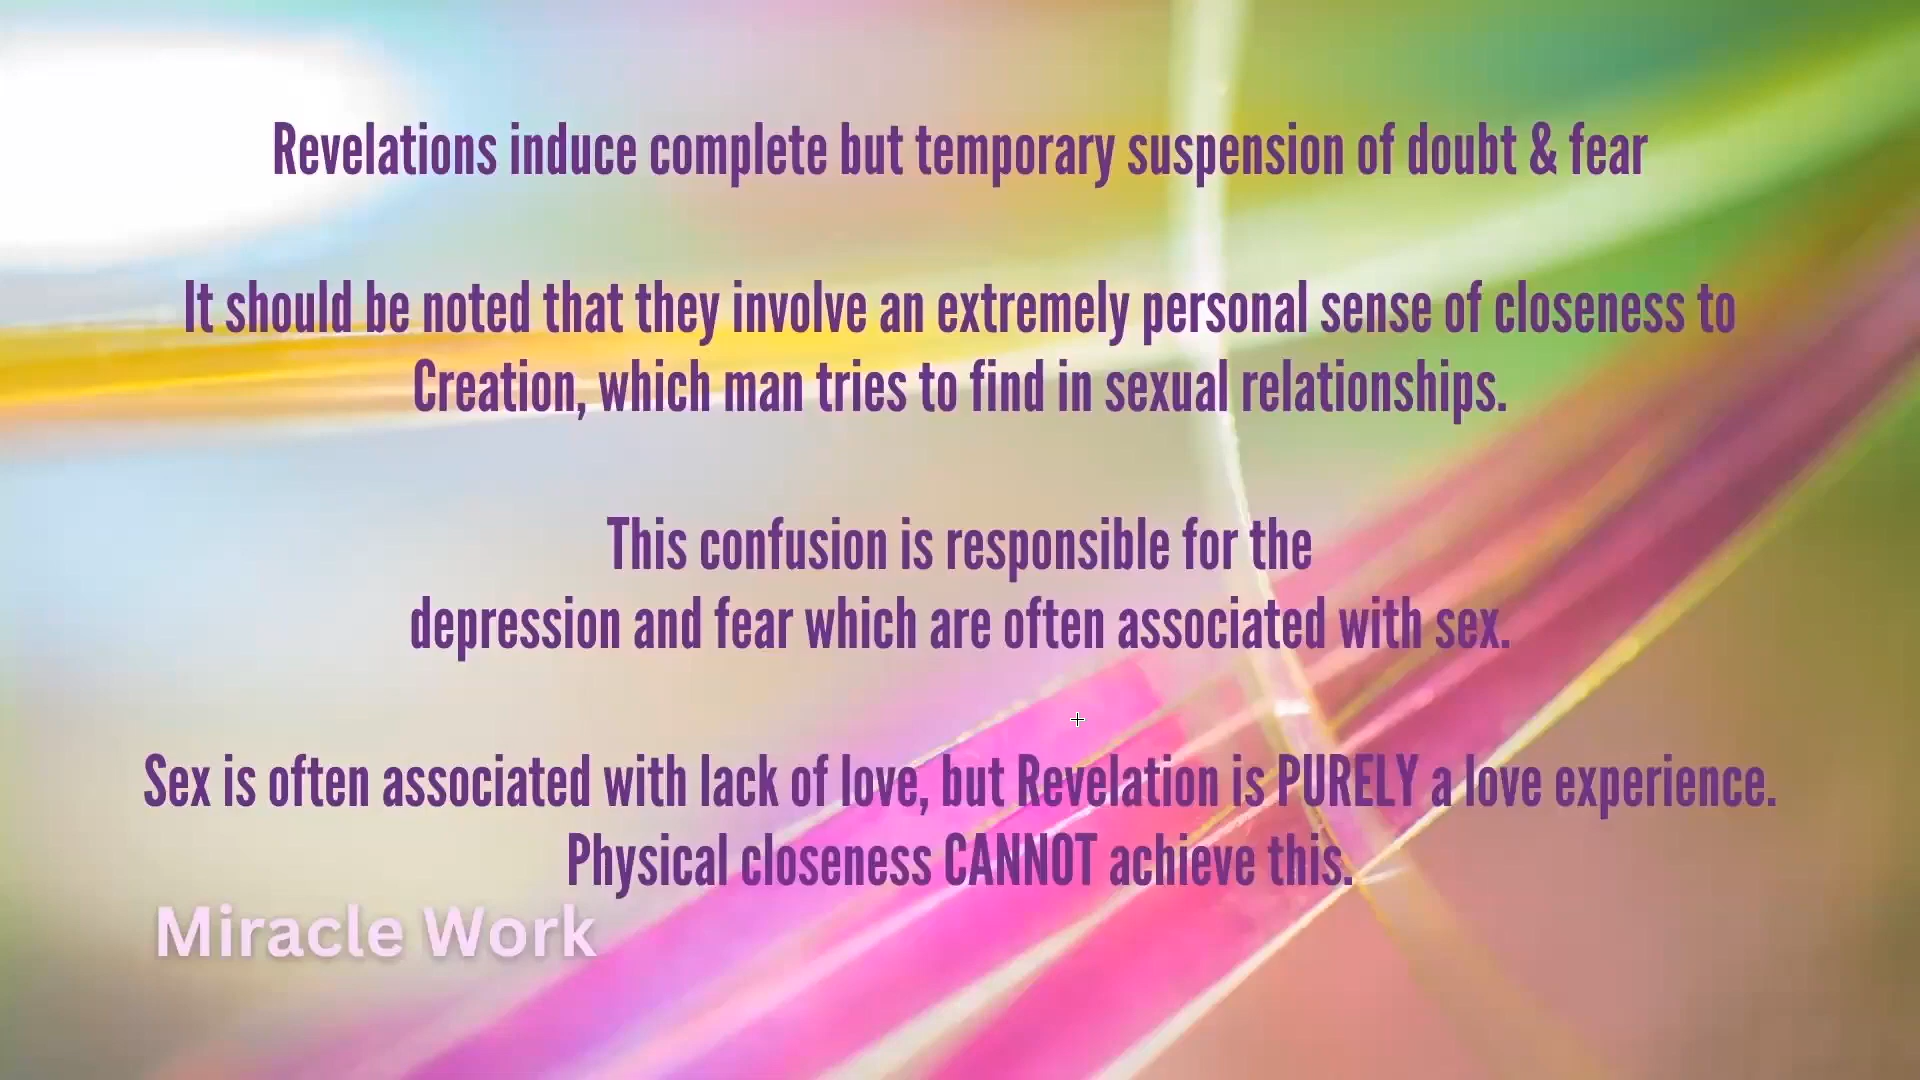 Revelations induce complete but temporary suspension of doubt & fear
It should be noted that they involve an extremely personal sense of closeness to
Creation, which man tries to find in sexual relationships.
This confusion is responsible for the
depression and fear which are often associated with sex.
Sex is often associated with lack of love, but Revelation is PURELY a love experience.
Physical closeness CANNOT achieve this.
Miracle Work